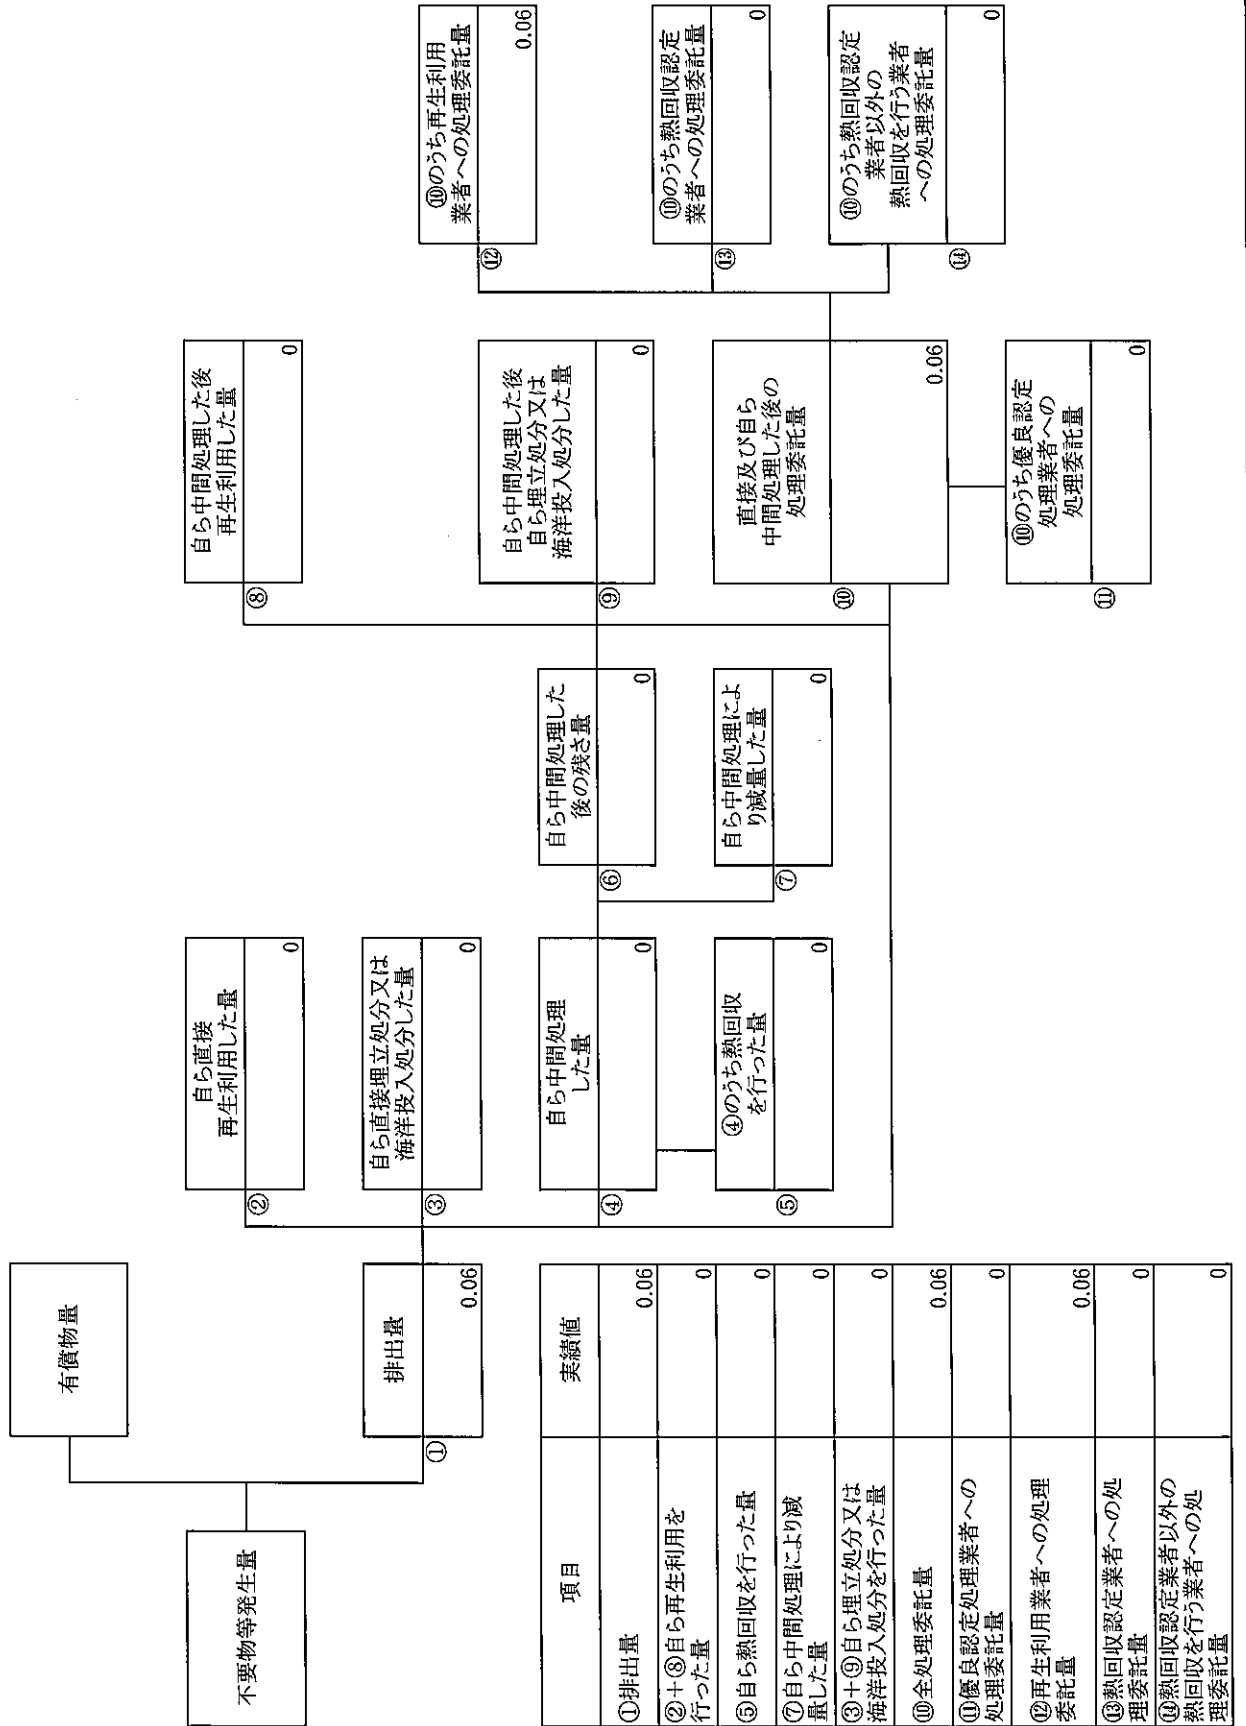 有償物量
不要物等発生量
排出量
①
0.06
自ら直接
再生利用した量
②
0
自ら直接埋立処分又は
海洋投入処分した量
③
0
自ら中間処理
した量
④
0
④のうち熱回収
を行った量
⑤
0
自ら中間処理した
後の残さ量
⑥
0
自ら中間処理によ
り減量した量
⑦
0
自ら中間処理した後
再生利用した量
⑧
0
自ら中間処理した後
自ら埋立処分又は
海洋投入処分した量
⑨
0
直接及び自ら
中間処理した後の
処理委託量
⑩
0.06
⑩のうち優良認定
処理業者への
処理委託量
⑪
0
⑩のうち再生利用
業者への処理委託量
⑫
0.06
⑩のうち熱回収認定
業者への処理委託量
⑬
0
⑩のうち熱回収認定
業者以外の
熱回収を行う業者
への処理委託量
⑭
0
項目 実績値
①排出量 0.06
②+⑧自ら再生利用を
行った量 0
⑤自ら熱回収を行った量 0
⑦自ら中間処理により減
量した量 0
③+⑨自ら埋立処分又は
海洋投入処分を行った量 0
⑩全処理委託量 0.06
⑪優良認定処理業者への
処理委託量 0
⑫再生利用業者への処理
委託量 0.06
⑬熱回収認定業者への処
理委託量 0
⑭熱回収認定業者以外の
熱回収を行う業者への処
理委託量 0